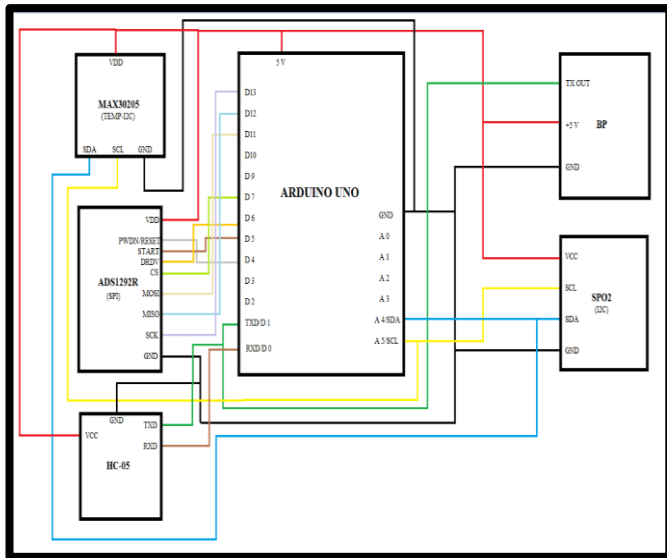 VDD
MAX30205
(TEMP-I2C)
SDA SCL GND
VDD
PWDN/RESET
START
DRDV
CS
ADS1292R
(SPI)
MOSI
MISO
SCK
GND
GND
TXD
VCC
RXD
HC-05
5 V
D13
D12
D11
D10
D 9
D 7
D 6
D 5
D 4
D 3
D 2
TXD/D 1
RXD/D 0
ARDUINO UNO
GND
A 0
A 1
A 2
A 3
A 4/SDA
A 5/SCL
TX OUT
+5 V
BP
GND
VCC
SCL
SPO2
(I2C)
SDA
GND